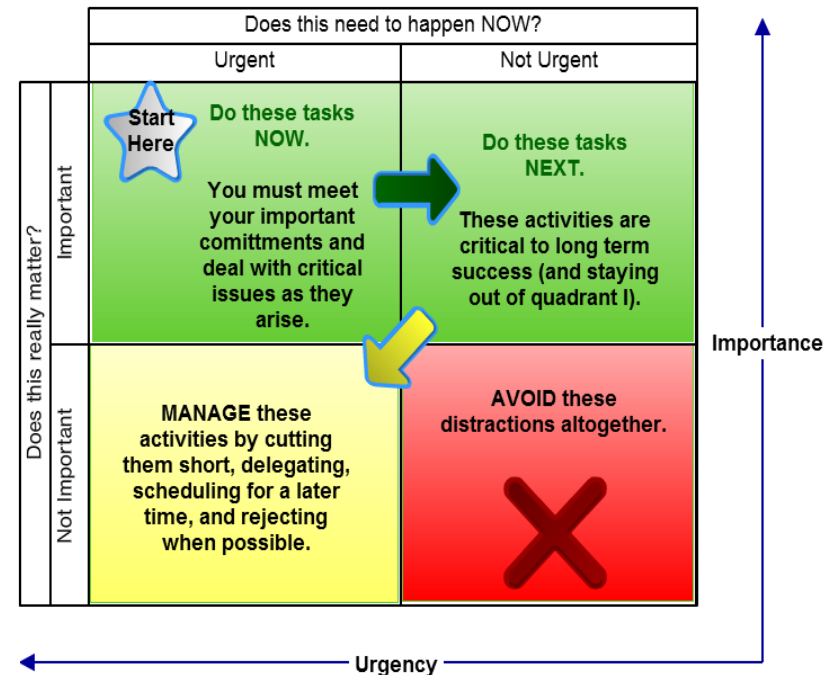 Does this need to happen NOW?
Urgent
Not Urgent
Does this really matter?
Important
Start
Here
Do these tasks
NOW.
You must meet
your important
comittments and
deal with critical
issues as they
arise.
Do these tasks
NEXT.
These activities are
critical to long term
success (and staying
out of quadrant I).
Not Important
MANAGE these
activities by cutting
them short, delegating,
scheduling for a later
time, and rejecting
when possible.
AVOID these
distractions altogether.
Importance
Urgency